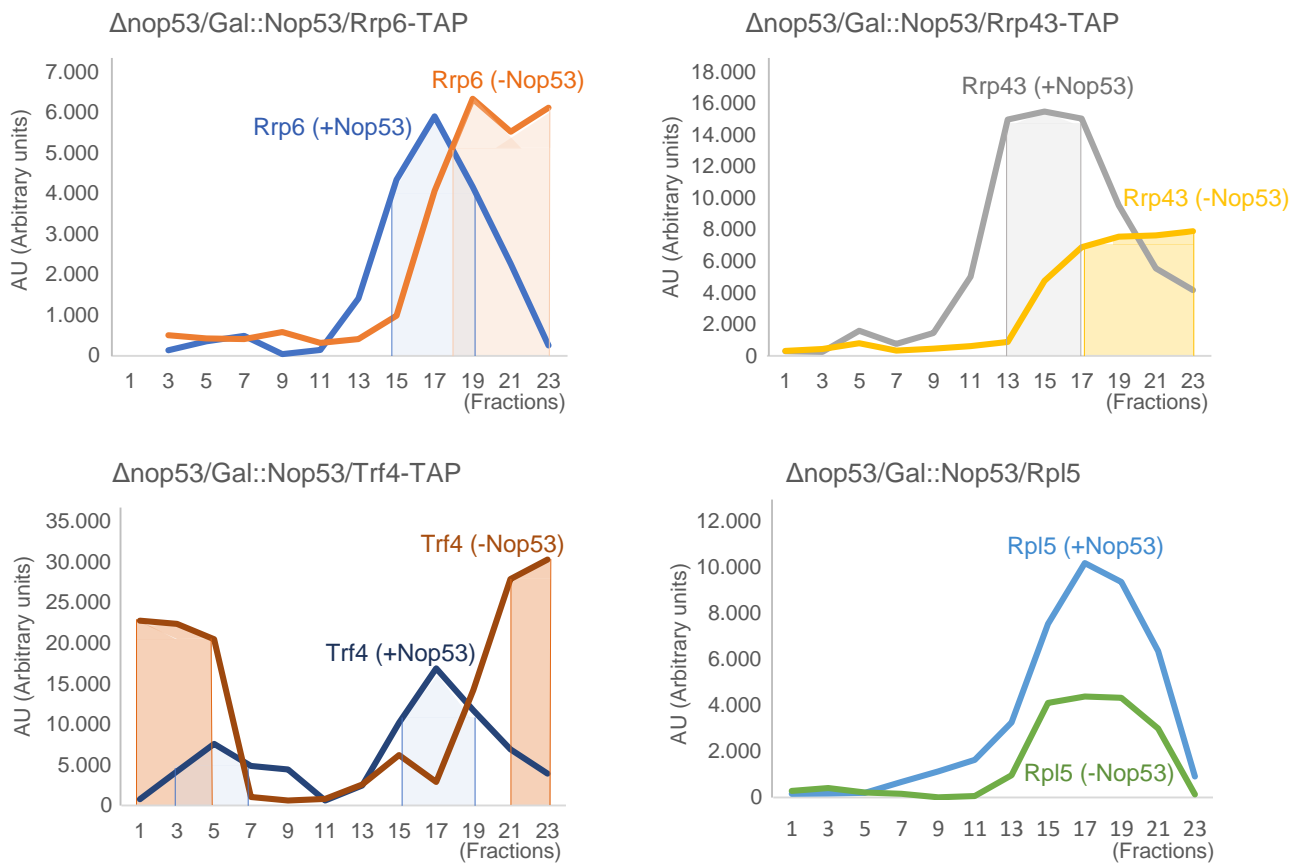 Δnop53/Gal::Nop53/Rrp6-TAP
AU (Arbitrary units)
7.000
6.000
5.000
4.000
3.000
2.000
1.000
0
Rrp6 (-Nop53)
Rrp6 (+Nop53)
1 3 5 7 9 11 13 15 17 19 21 23
(Fractions)
Δnop53/Gal::Nop53/Rrp43-TAP
AU (Arbitrary units)
18.000
16.000
14.000
12.000
10.000
8.000
6.000
4.000
2.000
0
Rrp43 (+Nop53)
Rrp43 (-Nop53)
1 3 5 7 9 11 13 15 17 19 21 23
(Fractions)
Δnop53/Gal::Nop53/Trf4-TAP
AU (Arbitrary units)
35.000
30.000
25.000
20.000
15.000
10.000
5.000
0
Trf4 (-Nop53)
Trf4 (+Nop53)
1 3 5 7 9 11 13 15 17 19 21 23
(Fractions)
Δnop53/Gal::Nop53/Rpl5
AU (Arbitrary units)
12.000
10.000
8.000
6.000
4.000
2.000
0
Rpl5 (+Nop53)
Rpl5 (-Nop53)
1 3 5 7 9 11 13 15 17 19 21 23
(Fractions)